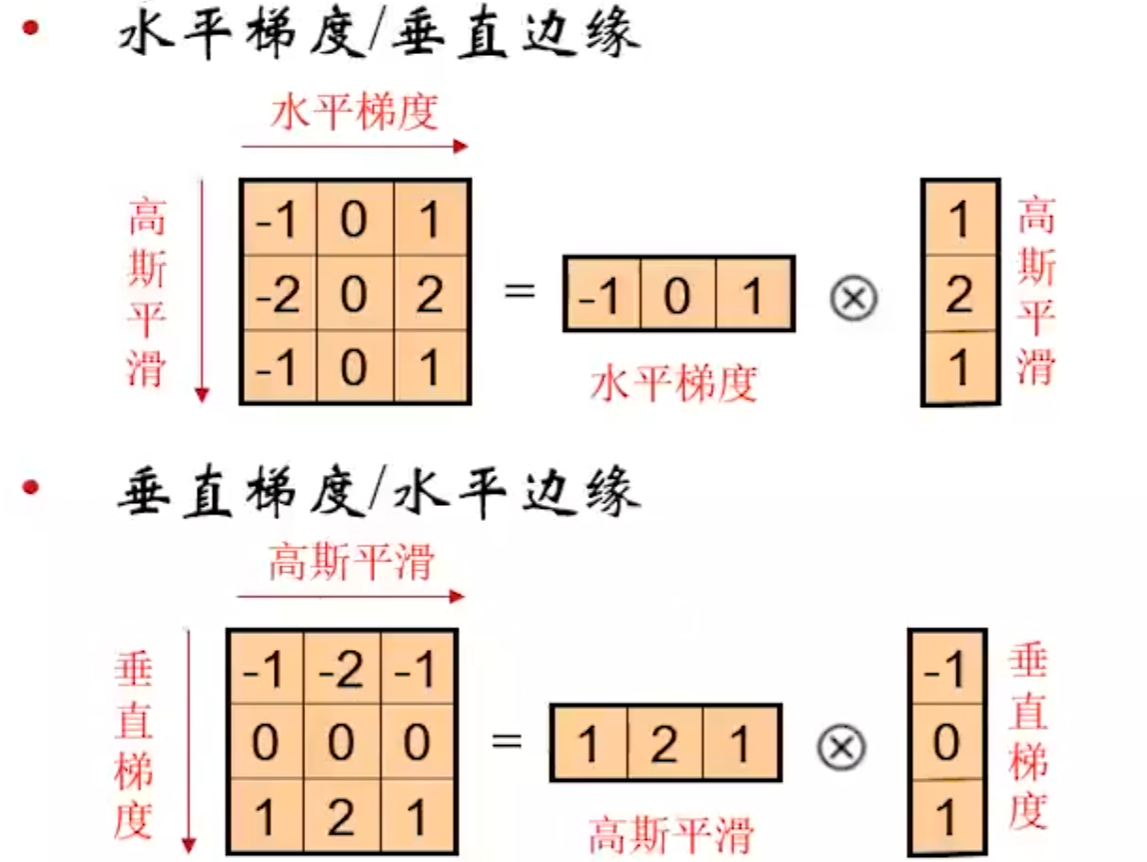 • 水平梯度/垂直边缘
水平梯度
高斯平滑
-1 0 1
-2 0 2
-1 0 1
=
-1 0 1
水平梯度
⊗
1
2
1
高斯平滑
• 垂直梯度/水平边缘
高斯平滑
垂直梯度
-1 -2 -1
0 0 0
1 2 1
=
1 2 1
高斯平滑
⊗
-1
0
1
垂直梯度